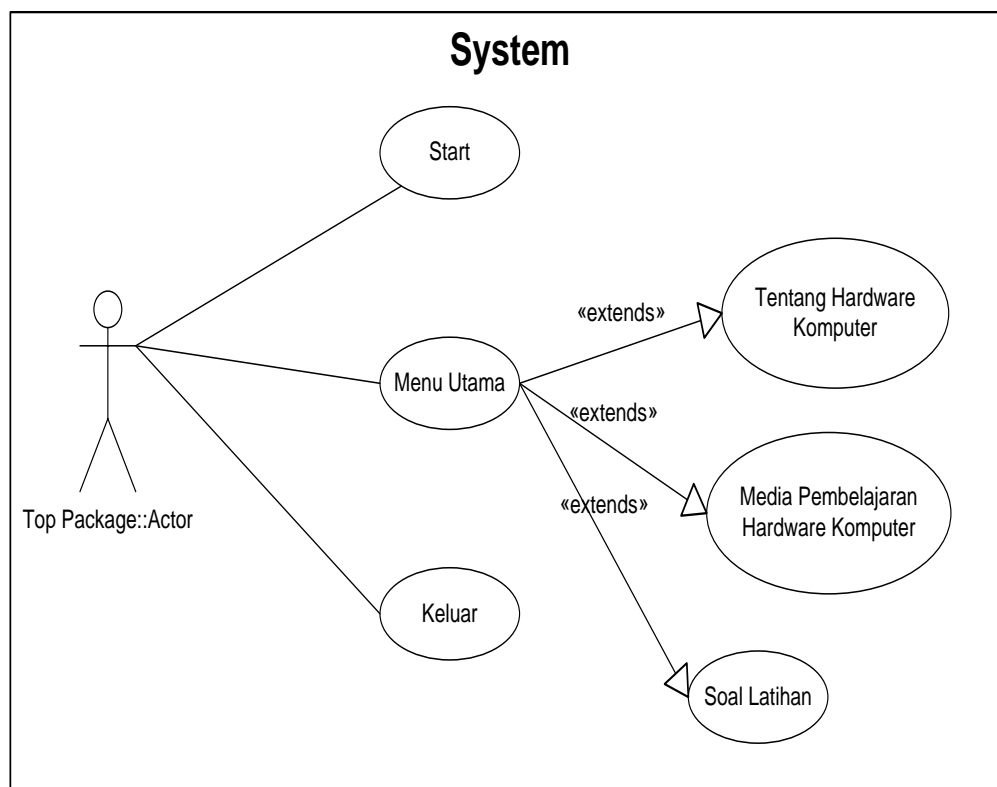 System
Start
«extends»
Tentang Hardware
Komputer
Menu Utama
«extends»
Media Pembelajaran
Hardware Komputer
«extends»
Top Package::Actor
Keluar
Soal Latihan